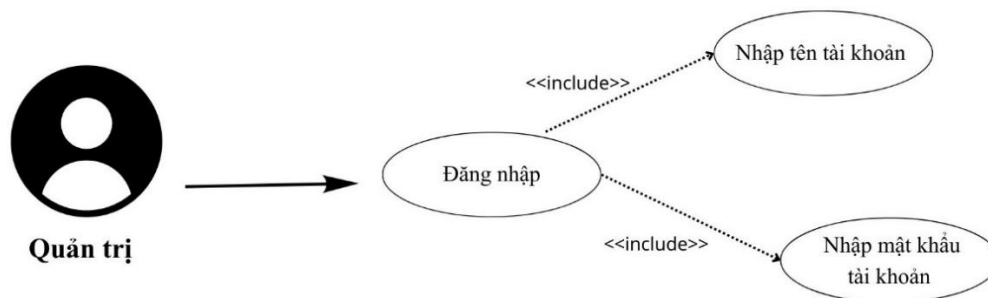 Nhập tên tài khoản
<<include>>
Đăng nhập
Quản trị
<<include>>
Nhập mật khẩu
tài khoản